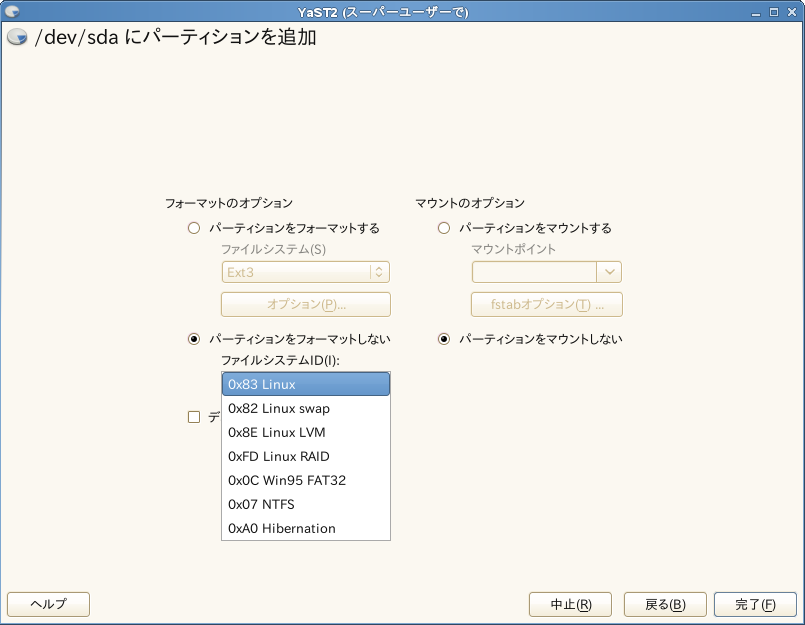 YaST2 (スーパーユーザーで)
/dev/sda にパーティションを追加
フォーマットのオプション
パーティションをフォーマットする
ファイルシステム(S)
Ext3
オプション(P)...
パーティションをフォーマットしない
ファイルシステムID(I):
0x83 Linux
0x82 Linux swap
0x8E Linux LVM
0xFD Linux RAID
0x0C Win95 FAT32
0x07 NTFS
0xA0 Hibernation
デ
マウントのオプション
パーティションをマウントする
マウントポイント
fstabオプション(T) ...
パーティションをマウントしない
ヘルプ
中止(R)
戻る(B)
完了(F)